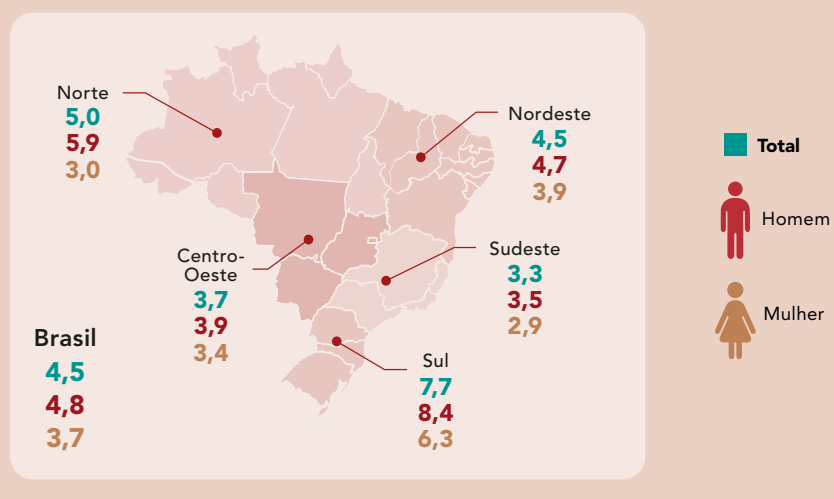 Norte
5,0
5,9
3,0
Nordeste
4,5
4,7
3,9
Centro-
Oeste
3,7
3,9
3,4
Sudeste
3,3
3,5
2,9
Brasil
4,5
4,8
3,7
Sul
7,7
8,4
6,3
Total
Homem
Mulher